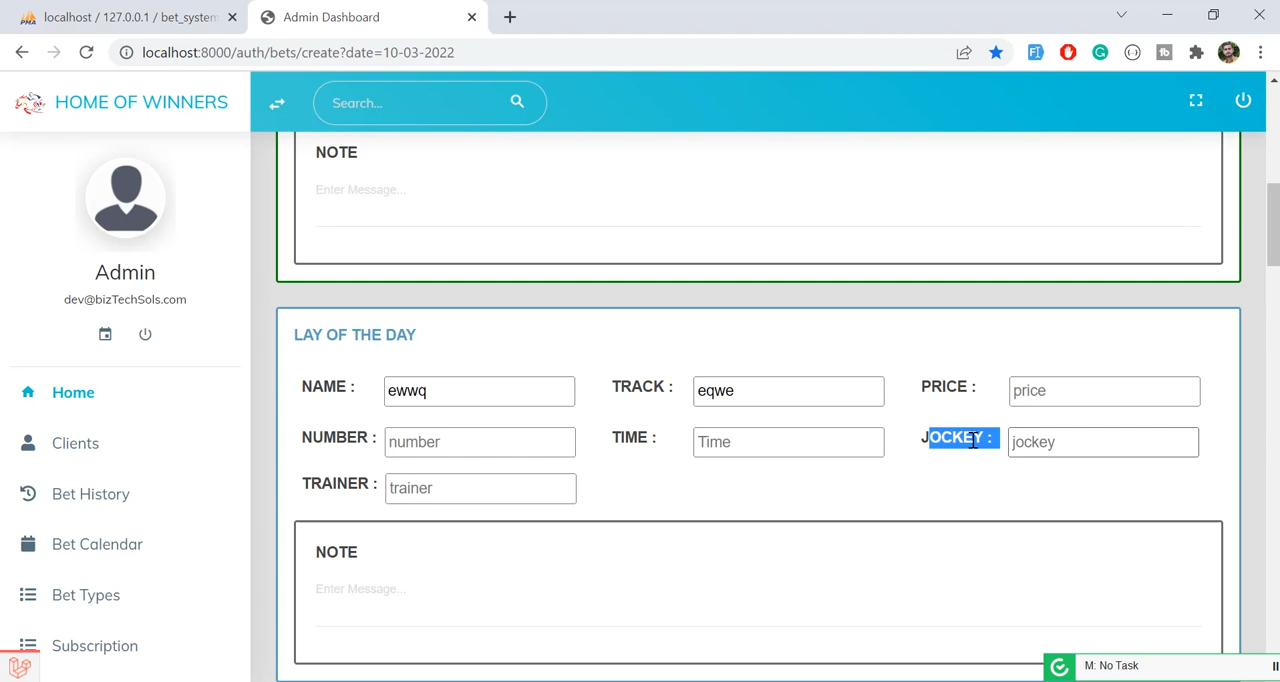 localhost / 127.0.0.1 / bet_system
Admin Dashboard
localhost:8000/auth/bets/create?date=10-03-2022
HOME OF WINNERS
Search...
Admin
dev@bizTechSols.com
Home
Clients
Bet History
Bet Calendar
Bet Types
Subscription
NOTE
Enter Message...
LAY OF THE DAY
NAME : ewwq TRACK : eqwe PRICE : price
NUMBER : number TIME : Time JOCKEY : jockey
TRAINER : trainer
NOTE
Enter Message...
M: No Task